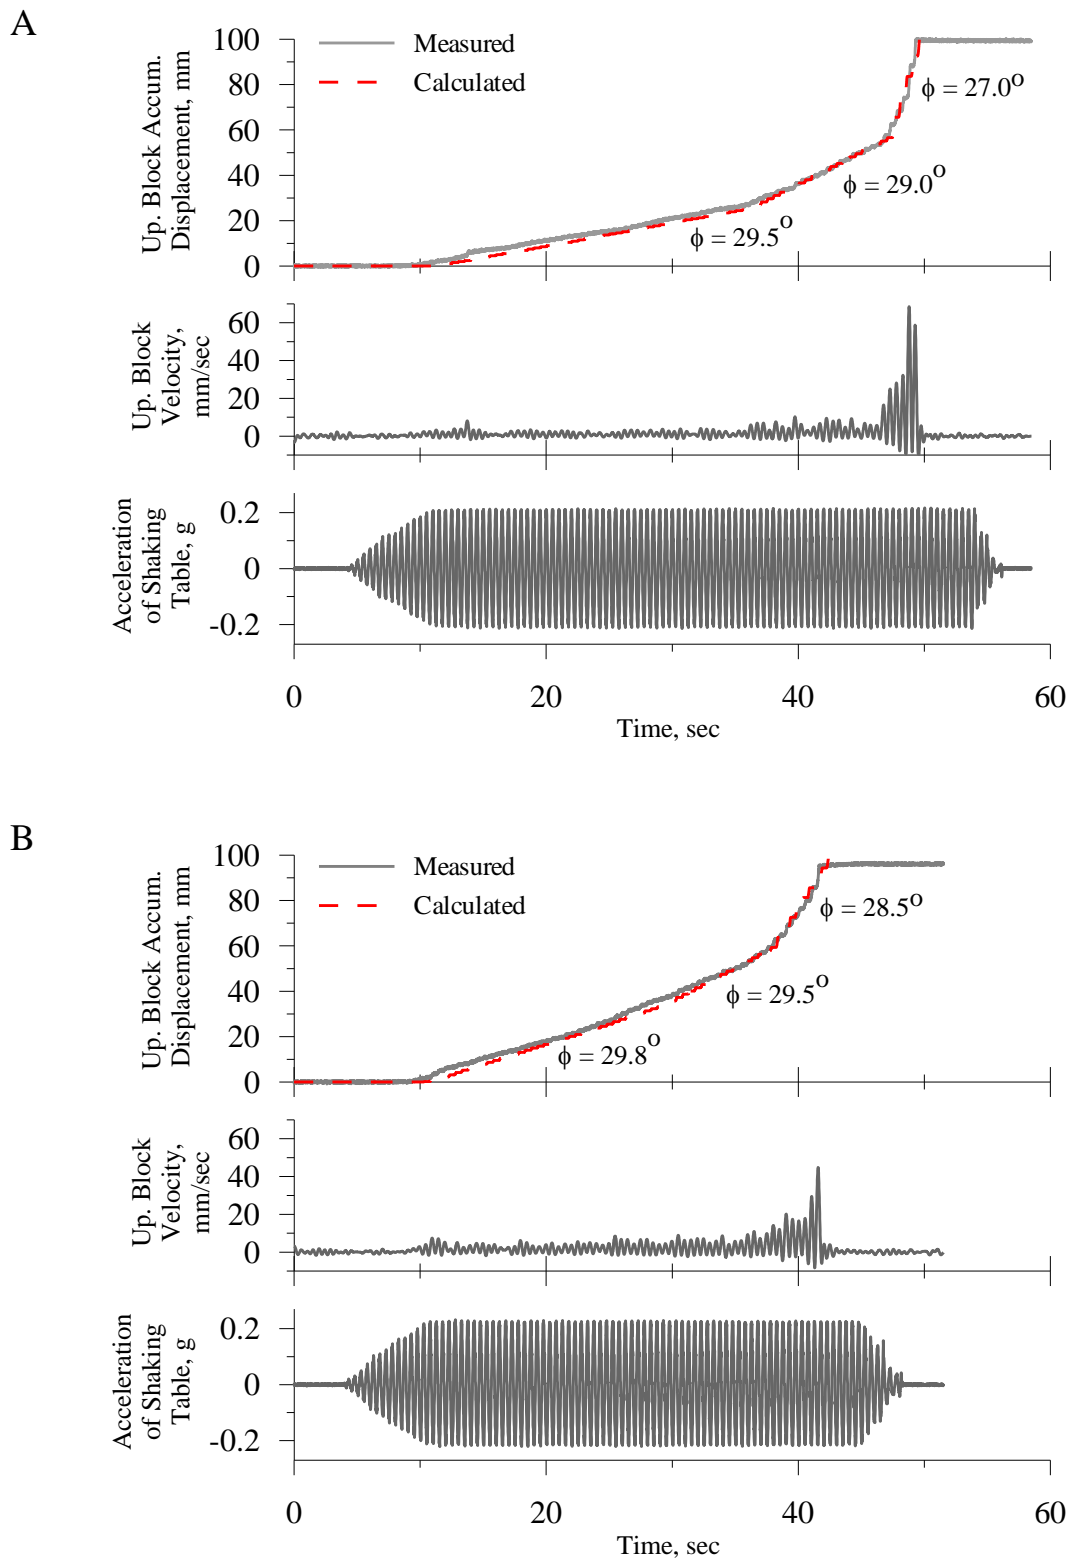 A
Up. Block Accum.
Displacement, mm
100
80
60
40
20
0
Measured
Calculated
ϕ = 27.0°
ϕ = 29.0°
ϕ = 29.5°
Up. Block
Velocity,
mm/sec
60
40
20
0
Acceleration
of Shaking
Table, g
0.2
0
-0.2
0 20 40 60
Time, sec
B
Up. Block Accum.
Displacement, mm
100
80
60
40
20
0
Measured
Calculated
ϕ = 28.5°
ϕ = 29.5°
ϕ = 29.8°
Up. Block
Velocity,
mm/sec
60
40
20
0
Acceleration
of Shaking
Table, g
0.2
0
-0.2
0 20 40 60
Time, sec